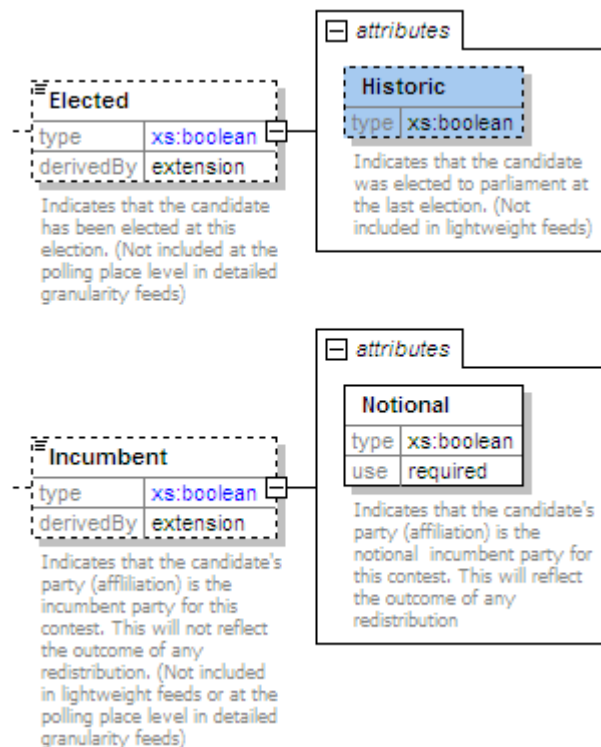 attributes
Elected
type xs:boolean
derivedBy extension
Indicates that the candidate
has been elected at this
election. (Not included at the
polling place level in detailed
granularity feeds)
Historic
type xs:boolean
Indicates that the candidate
was elected to parliament at
the last election. (Not
included in lightweight feeds)
attributes
Incumbent
type xs:boolean
derivedBy extension
Indicates that the candidate's
party (affliliation) is the
incumbent party for this
contest. This will not reflect
the outcome of any
redistribution. (Not included
in lightweight feeds or at the
polling place level in detailed
granularity feeds)
Notional
type xs:boolean
use required
Indicates that the candidate's
party (affiliation) is the
notional incumbent party for
this contest. This will reflect
the outcome of any
redistribution